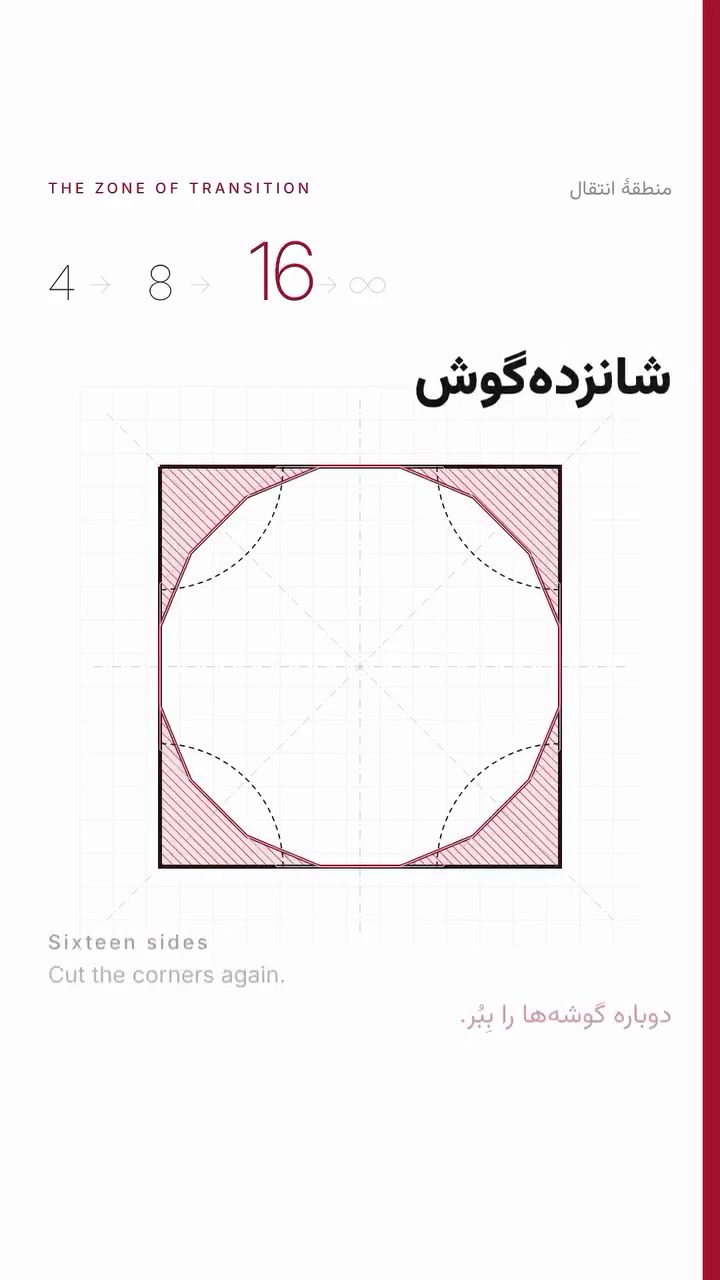 THE ZONE OF TRANSITION
منطقهٔ انتقال
4 → 8 → 16 → ∞
شانزده‌گوش
Sixteen sides
Cut the corners again.
دوباره گوشه‌ها را بِبُر.